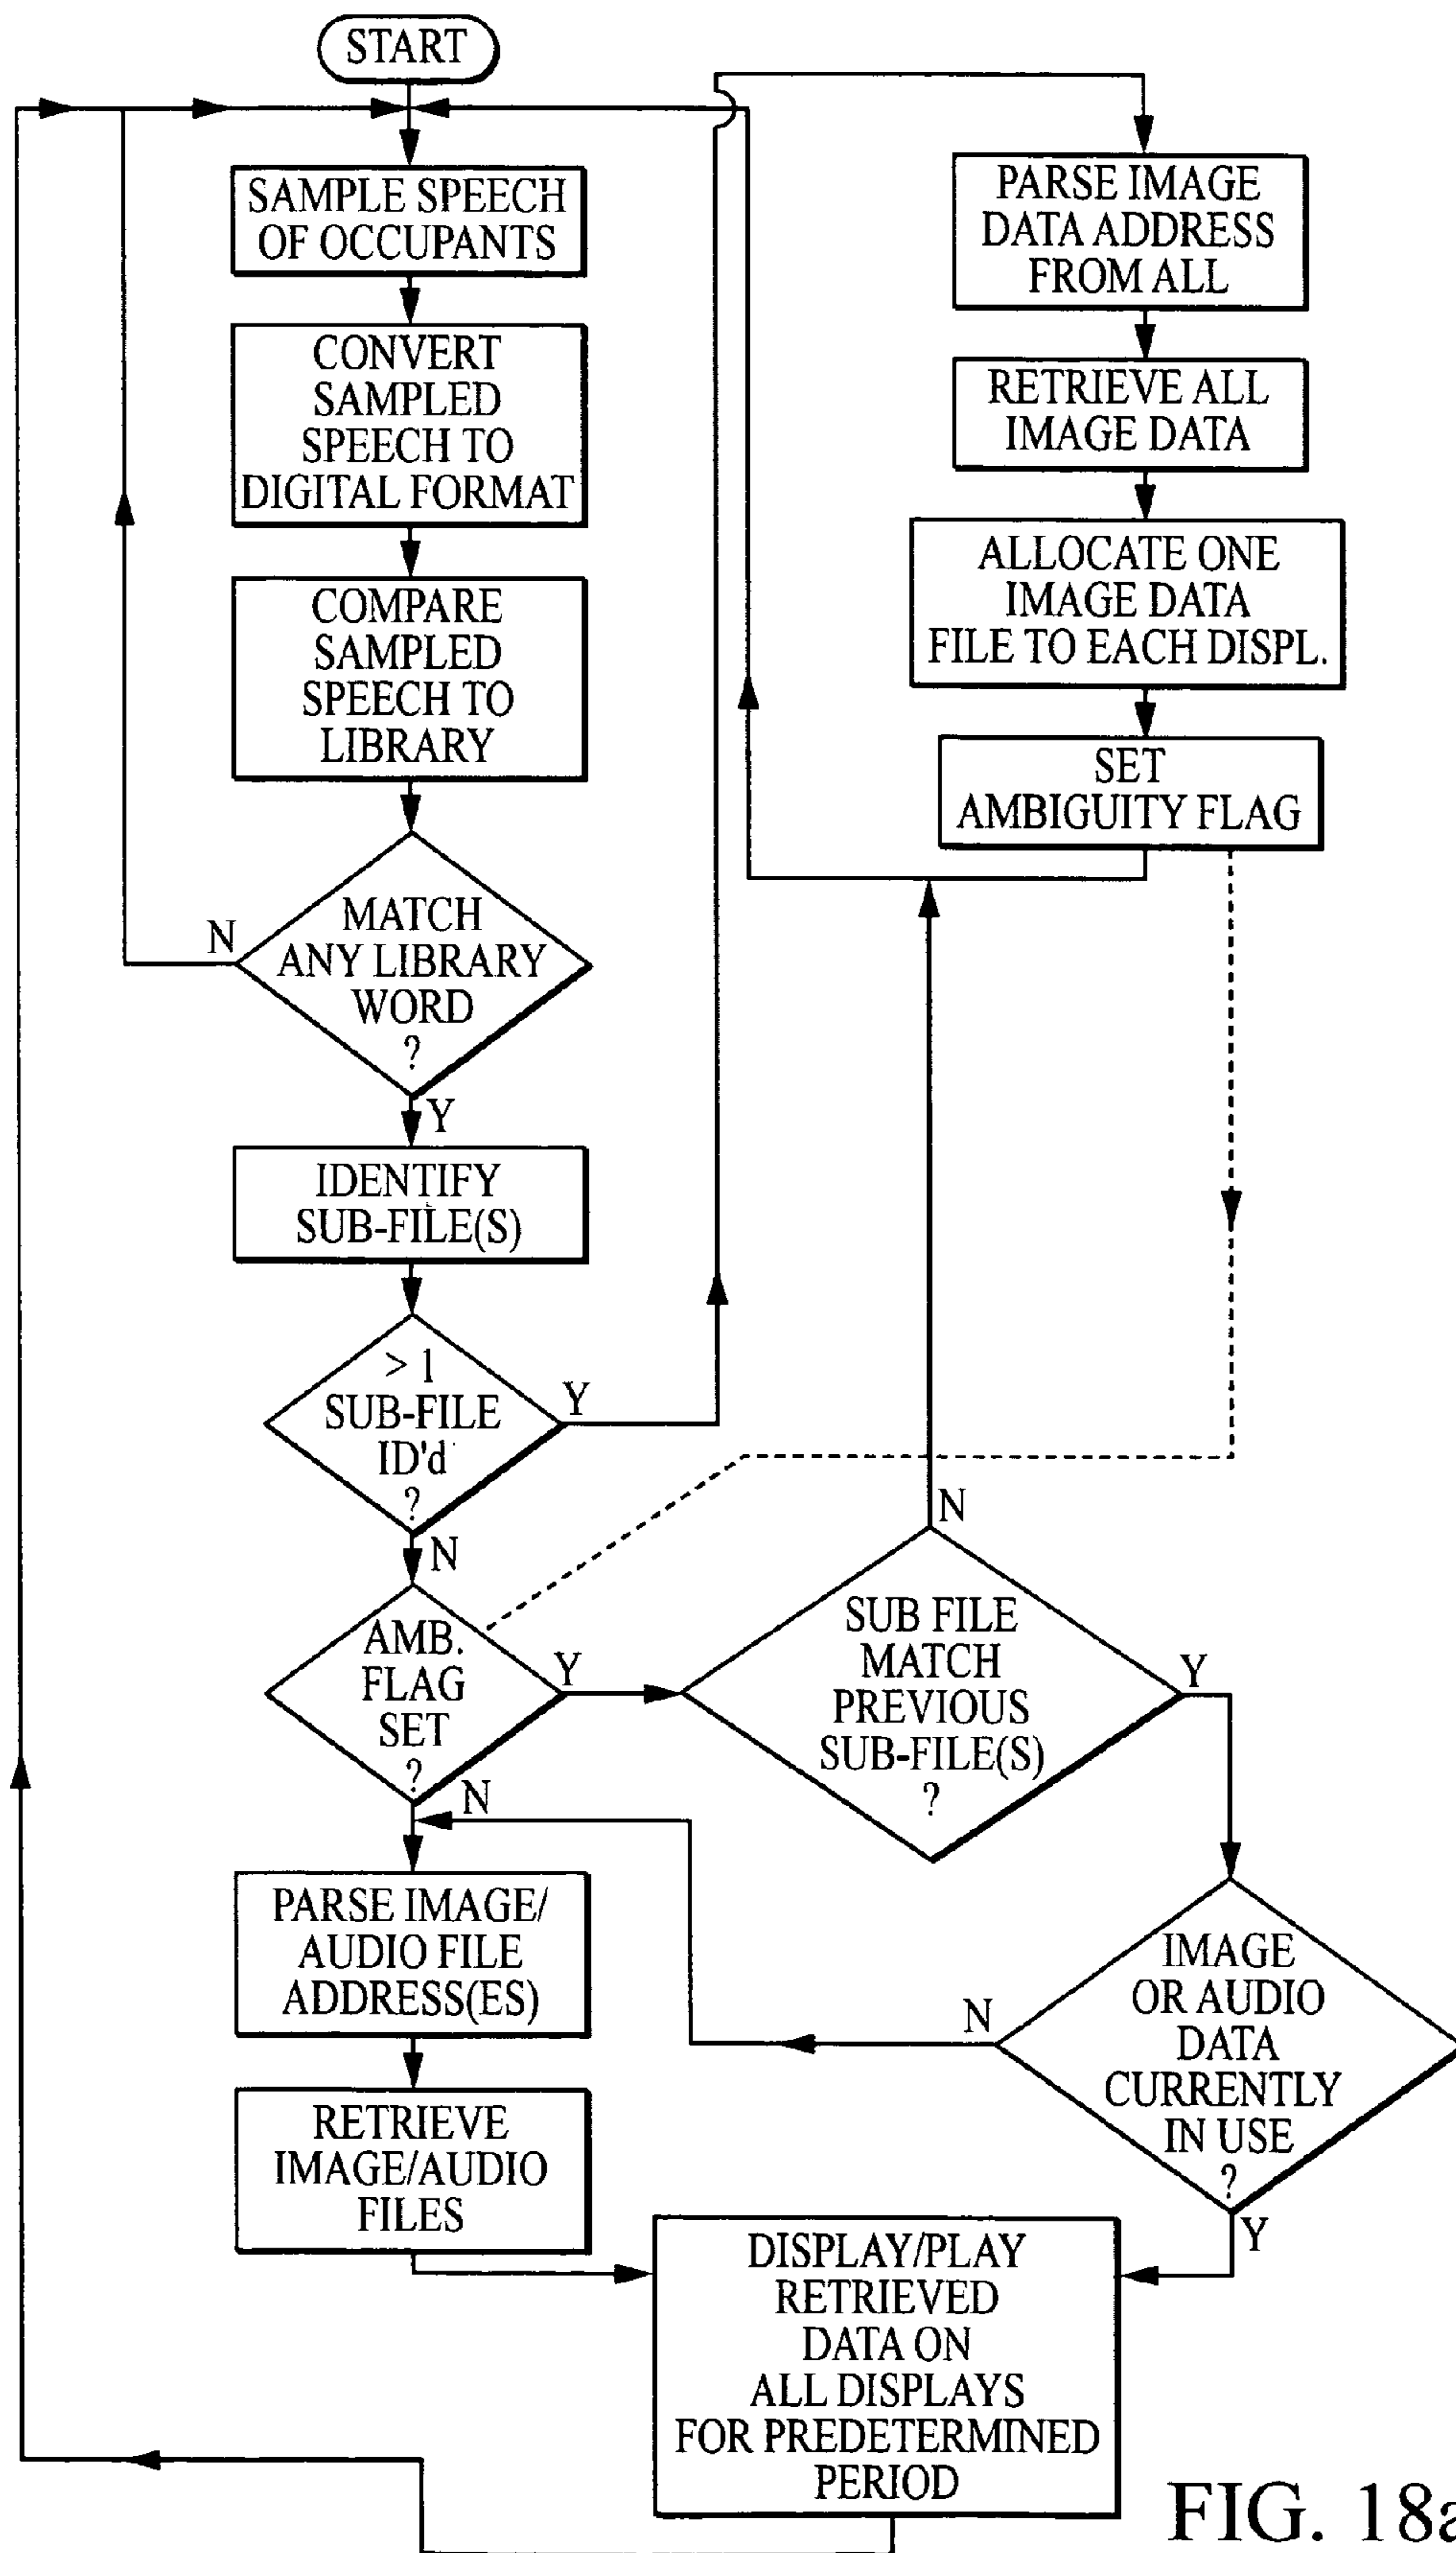 START
SAMPLE SPEECH
OF OCCUPANTS
CONVERT
SAMPLED
SPEECH TO
DIGITAL FORMAT
COMPARE
SAMPLED
SPEECH TO
LIBRARY
N
MATCH
ANY LIBRARY
WORD
?
Y
IDENTIFY
SUB-FILE(S)
> 1
SUB-FILE
ID'd
?
Y
N
AMB.
FLAG
SET
?
Y
N
PARSE IMAGE/
AUDIO FILE
ADDRESS(ES)
RETRIEVE
IMAGE/AUDIO
FILES
PARSE IMAGE
DATA ADDRESS
FROM ALL
RETRIEVE ALL
IMAGE DATA
ALLOCATE ONE
IMAGE DATA
FILE TO EACH DISPL.
SET
AMBIGUITY FLAG
N
SUB FILE
MATCH
PREVIOUS
SUB-FILE(S)
?
Y
IMAGE
OR AUDIO
DATA
CURRENTLY
IN USE
?
N
Y
DISPLAY/PLAY
RETRIEVED
DATA ON
ALL DISPLAYS
FOR PREDETERMINED
PERIOD
FIG. 18a